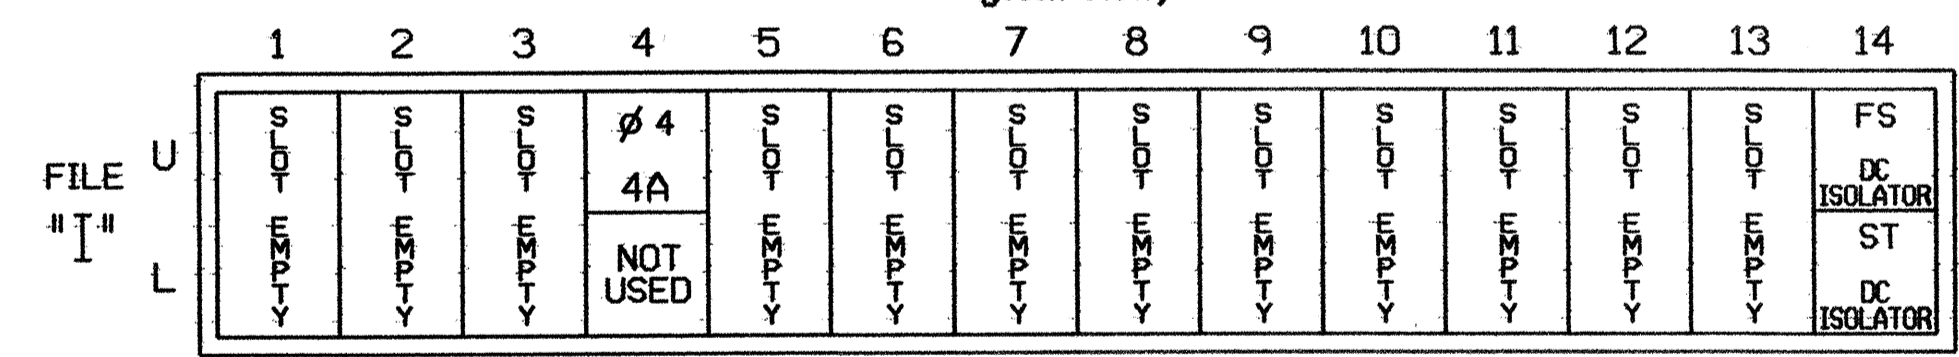 1 2 3 4 5 6 7 8 9 10 11 12 13 14
FILE "I"
U
L
SLOT EMPTY
SLOT EMPTY
SLOT EMPTY
ø 4
4A
NOT
USED
SLOT EMPTY
SLOT EMPTY
SLOT EMPTY
SLOT EMPTY
SLOT EMPTY
SLOT EMPTY
SLOT EMPTY
SLOT EMPTY
SLOT EMPTY
FS
DC
ISOLATOR
ST
DC
ISOLATOR